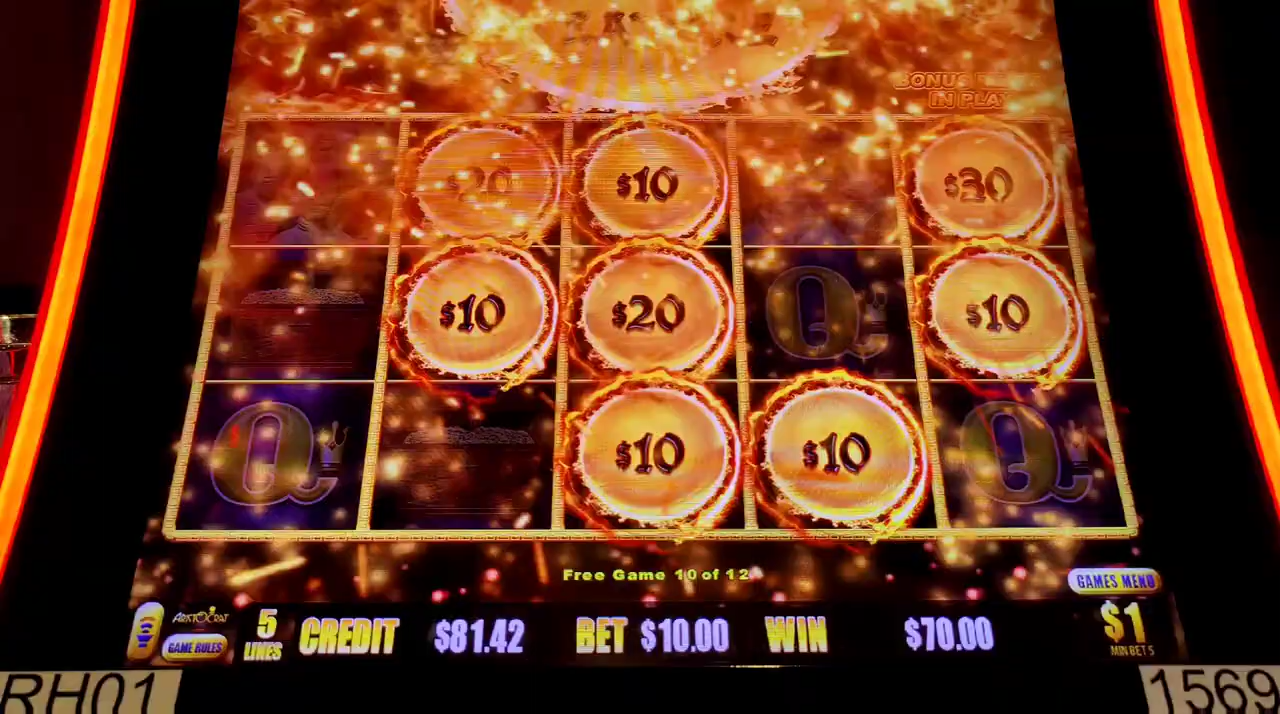 BONUS
IN PLAY
$20 $10 $30
$10 $20 Q $10
Q $10 $10 Q
Free Game 10 of 12
GAMES MENU
ARISTOCRAT
GAME RULES
5
LINES
CREDIT $81.42 BET $10.00 WIN $70.00
$1
MIN BET 5
RH01
1569